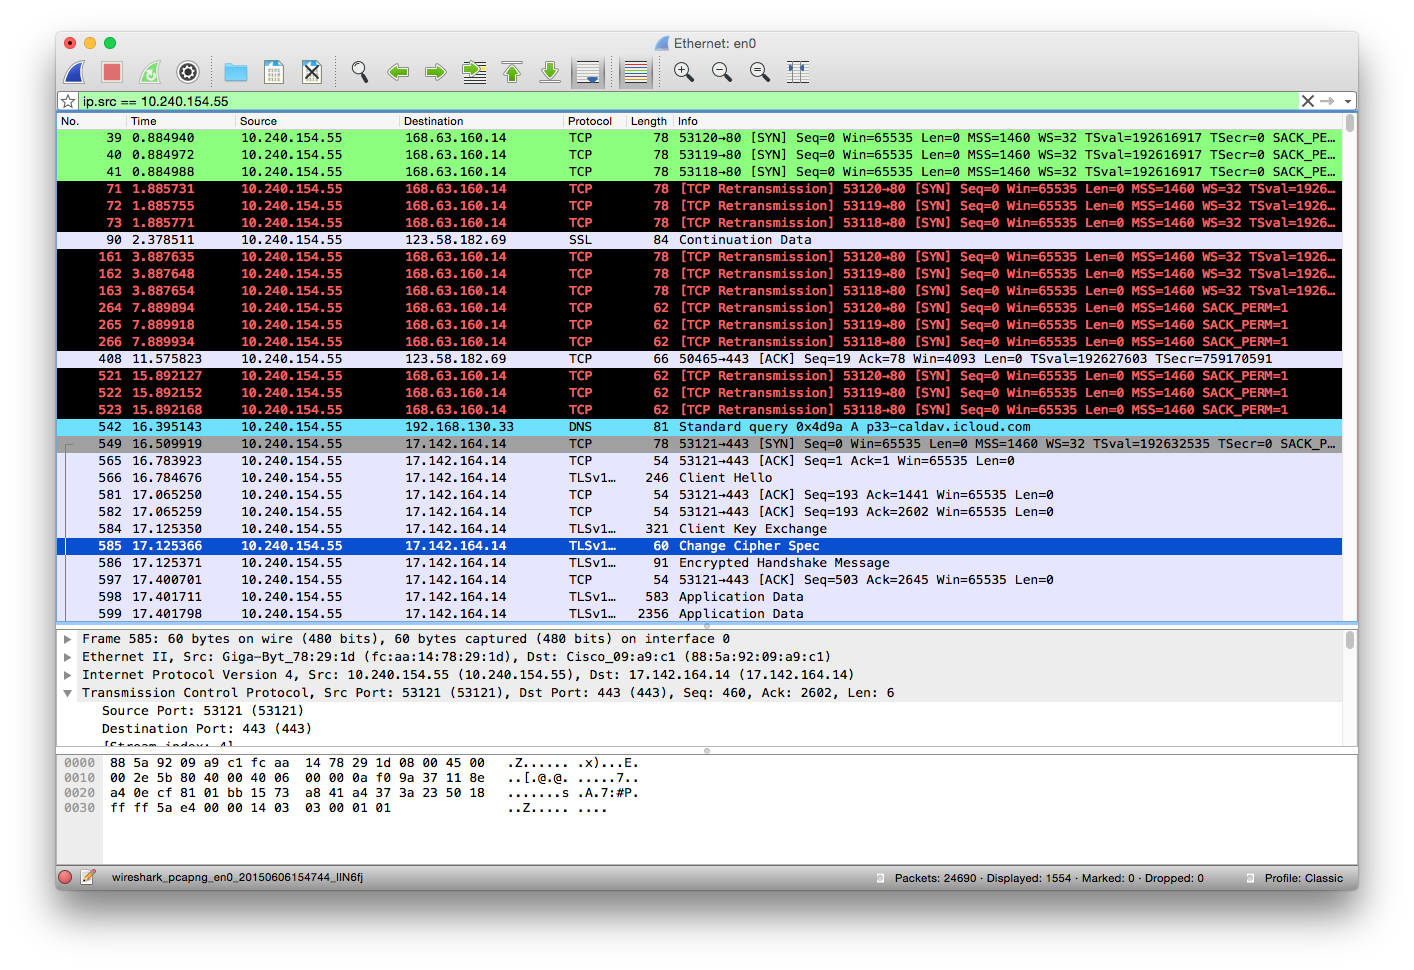 Ethernet: en0
ip.src == 10.240.154.55
No. Time Source Destination Protocol Length Info
39 0.884940 10.240.154.55 168.63.160.14 TCP 78 53120→80 [SYN] Seq=0 Win=65535 Len=0 MSS=1460 WS=32 TSval=192616917 TSecr=0 SACK_PE…
40 0.884972 10.240.154.55 168.63.160.14 TCP 78 53119→80 [SYN] Seq=0 Win=65535 Len=0 MSS=1460 WS=32 TSval=192616917 TSecr=0 SACK_PE…
41 0.884988 10.240.154.55 168.63.160.14 TCP 78 53118→80 [SYN] Seq=0 Win=65535 Len=0 MSS=1460 WS=32 TSval=192616917 TSecr=0 SACK_PE…
71 1.885731 10.240.154.55 168.63.160.14 TCP 78 [TCP Retransmission] 53120→80 [SYN] Seq=0 Win=65535 Len=0 MSS=1460 WS=32 TSval=1926…
72 1.885755 10.240.154.55 168.63.160.14 TCP 78 [TCP Retransmission] 53119→80 [SYN] Seq=0 Win=65535 Len=0 MSS=1460 WS=32 TSval=1926…
73 1.885771 10.240.154.55 168.63.160.14 TCP 78 [TCP Retransmission] 53118→80 [SYN] Seq=0 Win=65535 Len=0 MSS=1460 WS=32 TSval=1926…
90 2.378511 10.240.154.55 123.58.182.69 SSL 84 Continuation Data
161 3.887635 10.240.154.55 168.63.160.14 TCP 78 [TCP Retransmission] 53120→80 [SYN] Seq=0 Win=65535 Len=0 MSS=1460 WS=32 TSval=1926…
162 3.887648 10.240.154.55 168.63.160.14 TCP 78 [TCP Retransmission] 53119→80 [SYN] Seq=0 Win=65535 Len=0 MSS=1460 WS=32 TSval=1926…
163 3.887654 10.240.154.55 168.63.160.14 TCP 78 [TCP Retransmission] 53118→80 [SYN] Seq=0 Win=65535 Len=0 MSS=1460 WS=32 TSval=1926…
264 7.889894 10.240.154.55 168.63.160.14 TCP 62 [TCP Retransmission] 53120→80 [SYN] Seq=0 Win=65535 Len=0 MSS=1460 SACK_PERM=1
265 7.889918 10.240.154.55 168.63.160.14 TCP 62 [TCP Retransmission] 53119→80 [SYN] Seq=0 Win=65535 Len=0 MSS=1460 SACK_PERM=1
266 7.889934 10.240.154.55 168.63.160.14 TCP 62 [TCP Retransmission] 53118→80 [SYN] Seq=0 Win=65535 Len=0 MSS=1460 SACK_PERM=1
408 11.575823 10.240.154.55 123.58.182.69 TCP 66 50465→443 [ACK] Seq=19 Ack=78 Win=4093 Len=0 TSval=192627603 TSecr=759170591
521 15.892127 10.240.154.55 168.63.160.14 TCP 62 [TCP Retransmission] 53120→80 [SYN] Seq=0 Win=65535 Len=0 MSS=1460 SACK_PERM=1
522 15.892152 10.240.154.55 168.63.160.14 TCP 62 [TCP Retransmission] 53119→80 [SYN] Seq=0 Win=65535 Len=0 MSS=1460 SACK_PERM=1
523 15.892168 10.240.154.55 168.63.160.14 TCP 62 [TCP Retransmission] 53118→80 [SYN] Seq=0 Win=65535 Len=0 MSS=1460 SACK_PERM=1
542 16.395143 10.240.154.55 192.168.130.33 DNS 81 Standard query 0x4d9a A p33-caldav.icloud.com
549 16.509919 10.240.154.55 17.142.164.14 TCP 78 53121→443 [SYN] Seq=0 Win=65535 Len=0 MSS=1460 WS=32 TSval=192632535 TSecr=0 SACK_P…
565 16.783923 10.240.154.55 17.142.164.14 TCP 54 53121→443 [ACK] Seq=1 Ack=1 Win=65535 Len=0
566 16.784676 10.240.154.55 17.142.164.14 TLSv1… 246 Client Hello
581 17.065250 10.240.154.55 17.142.164.14 TCP 54 53121→443 [ACK] Seq=193 Ack=1441 Win=65535 Len=0
582 17.065259 10.240.154.55 17.142.164.14 TCP 54 53121→443 [ACK] Seq=193 Ack=2602 Win=65535 Len=0
584 17.125350 10.240.154.55 17.142.164.14 TLSv1… 321 Client Key Exchange
585 17.125366 10.240.154.55 17.142.164.14 TLSv1… 60 Change Cipher Spec
586 17.125371 10.240.154.55 17.142.164.14 TLSv1… 91 Encrypted Handshake Message
597 17.400701 10.240.154.55 17.142.164.14 TCP 54 53121→443 [ACK] Seq=503 Ack=2645 Win=65535 Len=0
598 17.401711 10.240.154.55 17.142.164.14 TLSv1… 583 Application Data
599 17.401798 10.240.154.55 17.142.164.14 TLSv1… 2356 Application Data
Frame 585: 60 bytes on wire (480 bits), 60 bytes captured (480 bits) on interface 0
Ethernet II, Src: Giga-Byt_78:29:1d (fc:aa:14:78:29:1d), Dst: Cisco_09:a9:c1 (88:5a:92:09:a9:c1)
Internet Protocol Version 4, Src: 10.240.154.55 (10.240.154.55), Dst: 17.142.164.14 (17.142.164.14)
Transmission Control Protocol, Src Port: 53121 (53121), Dst Port: 443 (443), Seq: 460, Ack: 2602, Len: 6
Source Port: 53121 (53121)
Destination Port: 443 (443)
[Stream index: 4]
0000 88 5a 92 09 a9 c1 fc aa 14 78 29 1d 08 00 45 00 .Z...... .x)...E.
0010 00 2e 5b 80 40 00 40 06 00 00 0a f0 9a 37 11 8e ..[.@.@. .....7..
0020 a4 0e cf 81 01 bb 15 73 a8 41 a4 37 3a 23 50 18 .......s .A.7:#P.
0030 ff ff 5a e4 00 00 14 03 03 00 01 01 ..Z..... ....
wireshark_pcapng_en0_20150606154744_lIN6fj Packets: 24690 · Displayed: 1554 · Marked: 0 · Dropped: 0 Profile: Classic